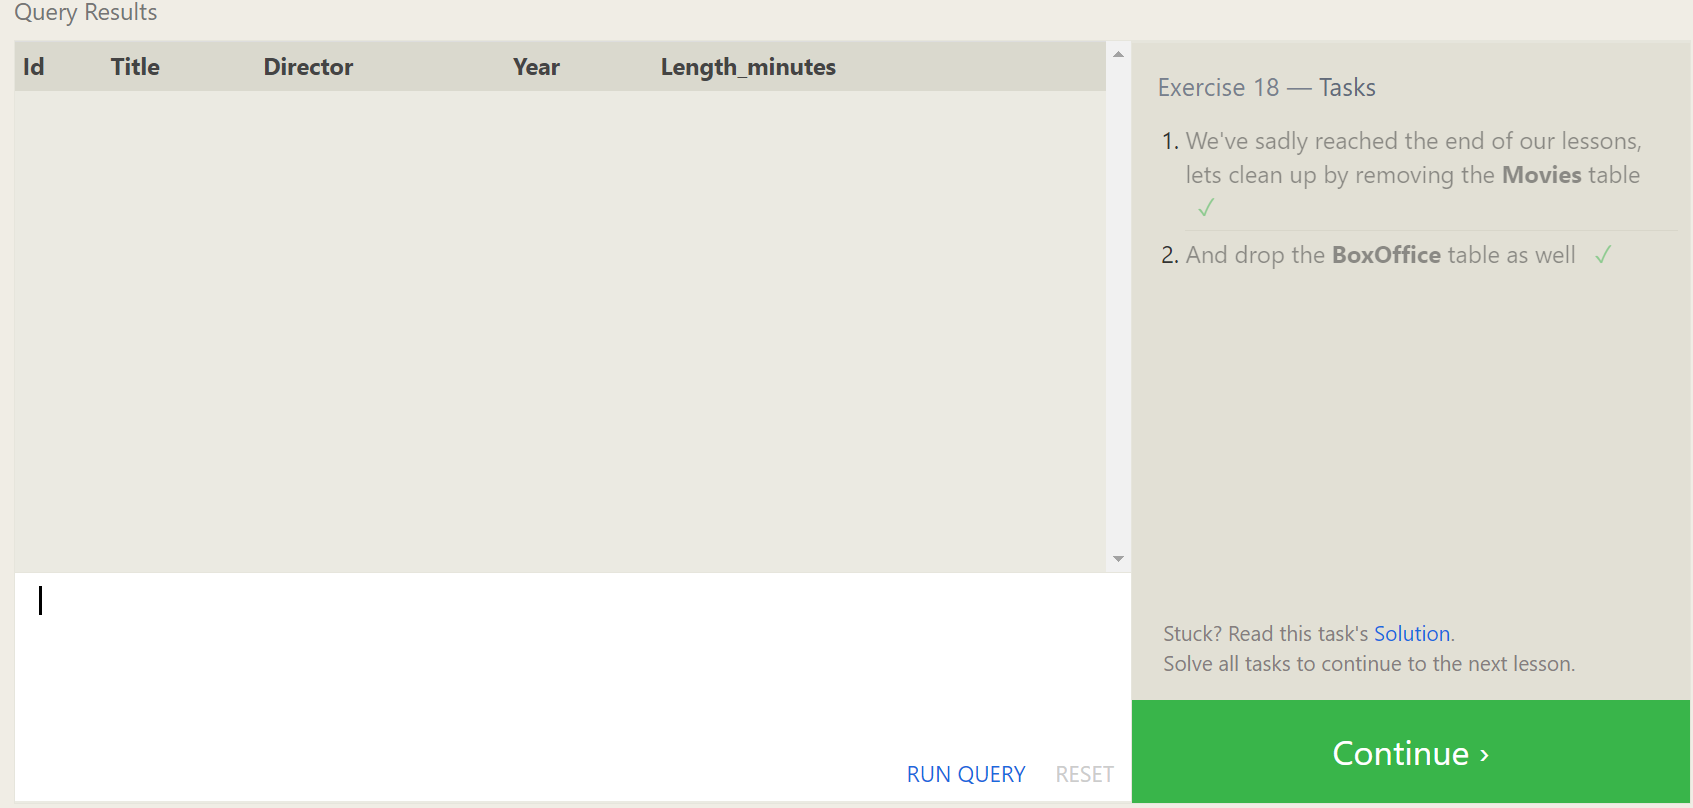 Query Results
Id Title Director Year Length_minutes
Exercise 18 — Tasks
1. We've sadly reached the end of our lessons,
lets clean up by removing the Movies table
✓
2. And drop the BoxOffice table as well ✓
Stuck? Read this task's Solution.
Solve all tasks to continue to the next lesson.
RUN QUERY RESET
Continue ›